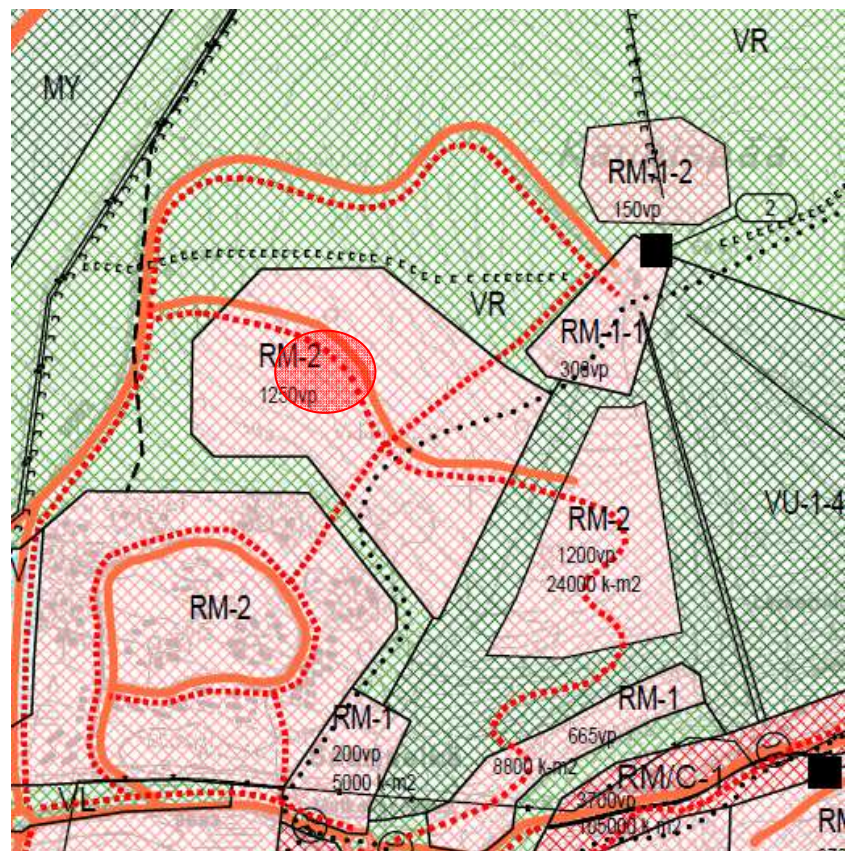 VR
MY
RM-1-2
150vp
2
VR
RM-1-1
300vp
RM-2
1250vp
VU-1-4
RM-2
1200vp
24000 k-m2
RM-2
RM-1
665vp
RM-1
200vp
5000 k-m2
8800 k-m2
RM/C-1
3700vp
105000 k-m2
VL
RM